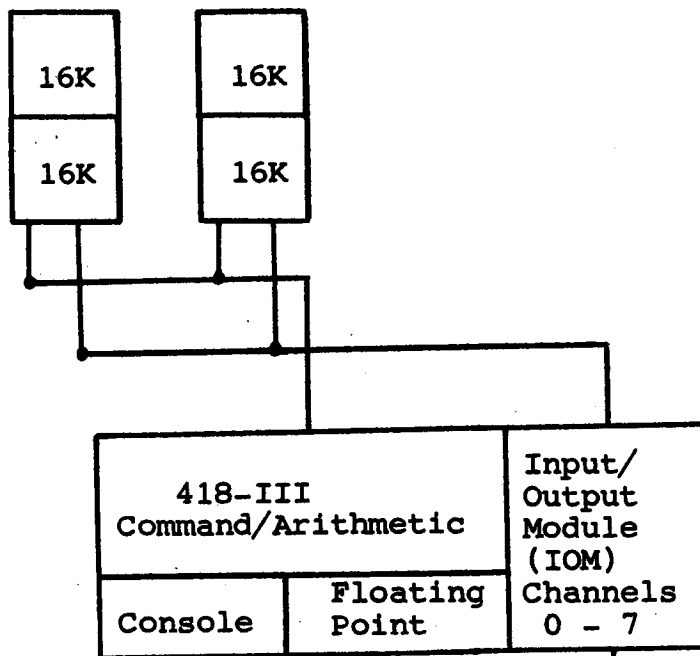 16K
16K
16K
16K
418-III
Command/Arithmetic
Input/
Output
Module
(IOM)
Channels
0 - 7
Console
Floating
Point